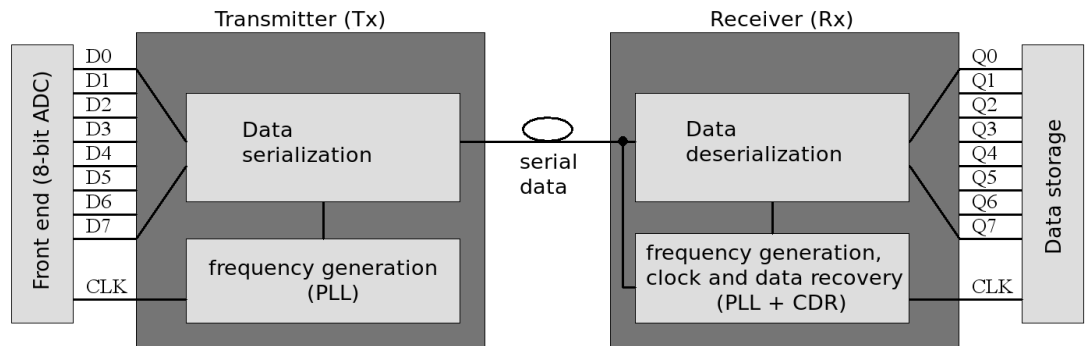 Transmitter (Tx)
Receiver (Rx)
Front end (8-bit ADC)
D0
D1
D2
D3
D4
D5
D6
D7
CLK
Data
serialization
frequency generation
(PLL)
serial
data
Data
deserialization
frequency generation,
clock and data recovery
(PLL + CDR)
Q0
Q1
Q2
Q3
Q4
Q5
Q6
Q7
CLK
Data storage